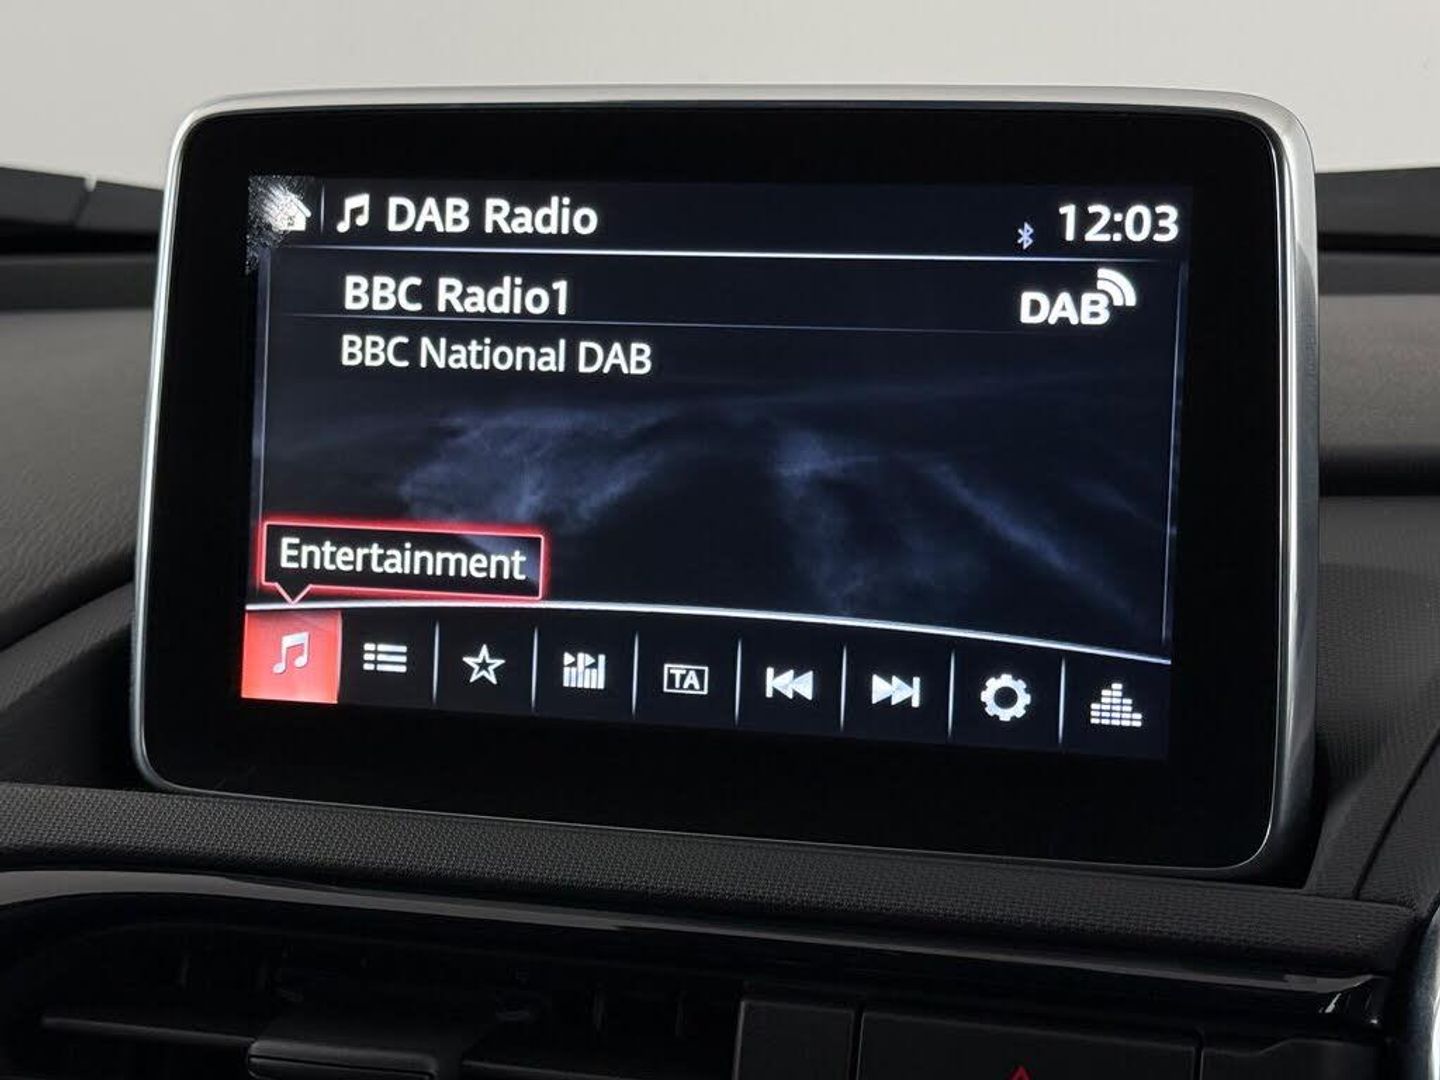 DAB Radio
12:03
BBC Radio1
DAB
BBC National DAB
Entertainment
TA